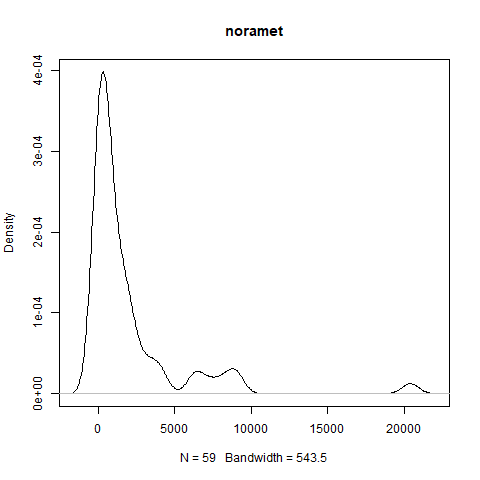 noramet
Density
4e-04
3e-04
2e-04
1e-04
0e+00
0 5000 10000 15000 20000
N = 59 Bandwidth = 543.5